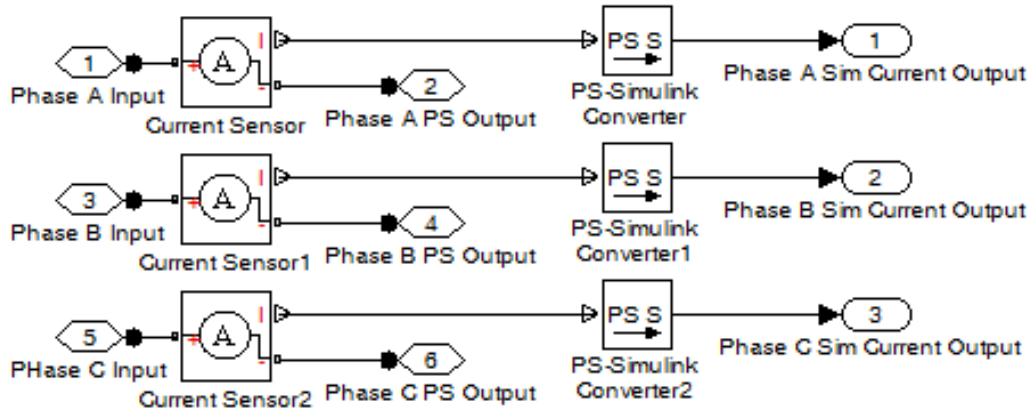 I
PS S
1
A
1
+
Phase A Input
-
2
Phase A Sim Current Output
Current Sensor
Phase A PS Output
PS-Simulink
Converter
I
PS S
3
A
2
+
Phase B Input
-
4
Phase B Sim Current Output
Current Sensor1
Phase B PS Output
PS-Simulink
Converter1
I
PS S
5
A
3
+
PHase C Input
-
6
Phase C Sim Current Output
Current Sensor2
Phase C PS Output
PS-Simulink
Converter2